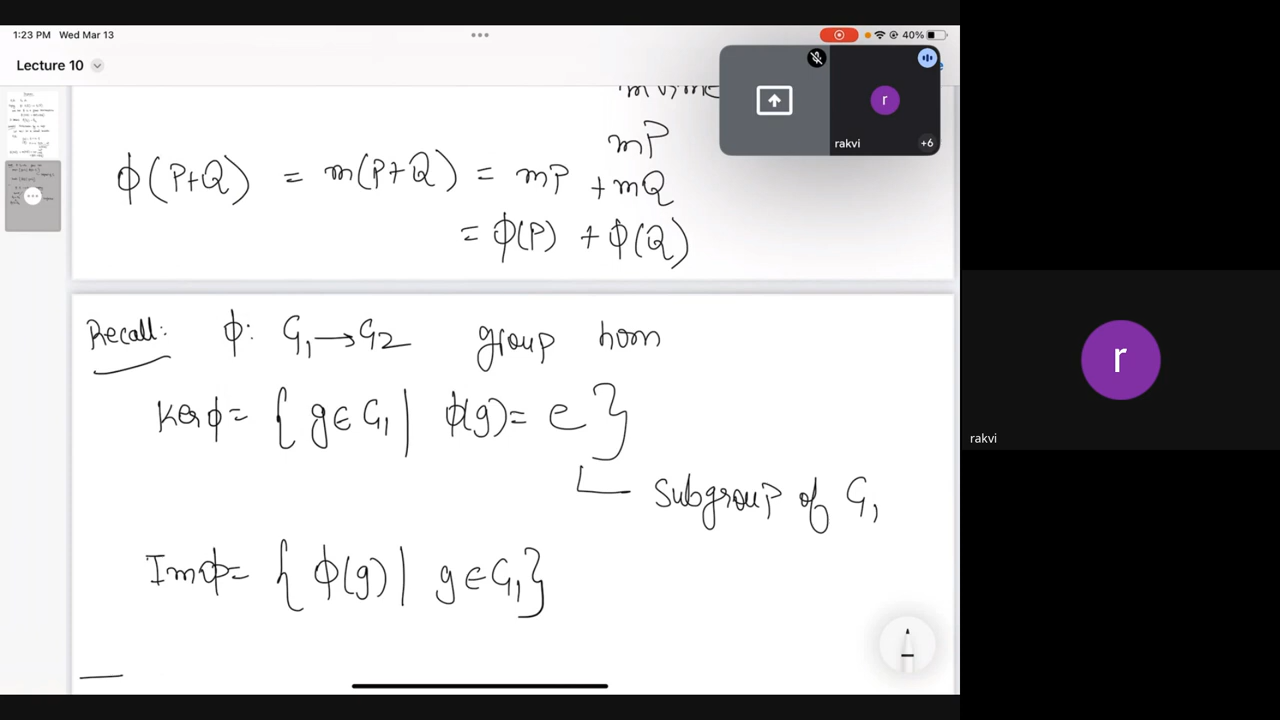 1:23 PM Wed Mar 13
40%
Lecture 10
rakvi
+6
r
mP
ϕ(P+Q) = m(P+Q) = mP + mQ
= ϕ(P) + ϕ(Q)
Recall: ϕ: G₁ → G₂ group hom
Ker ϕ = { g ∈ G₁ | ϕ(g) = e }
Subgroup of G₁
Im ϕ = { ϕ(g) | g ∈ G₁ }
r
rakvi